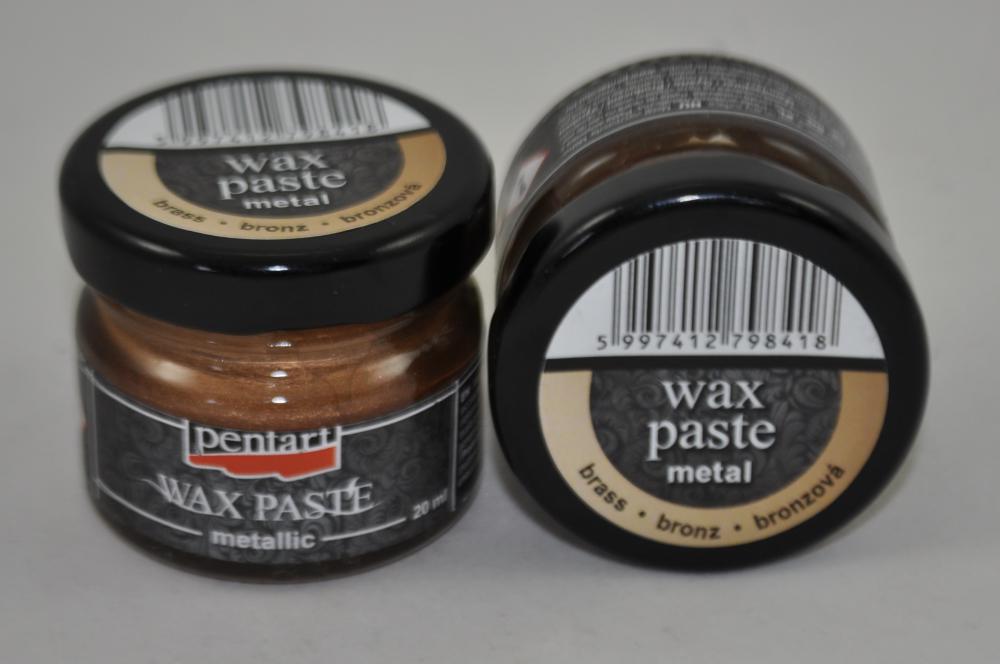 5997412798418
wax
paste
metal
brass • bronz • bronzová
pentart
WAX PASTE
20 ml
metallic
5 997412 798418
wax
paste
metal
brass • bronz • bronzová